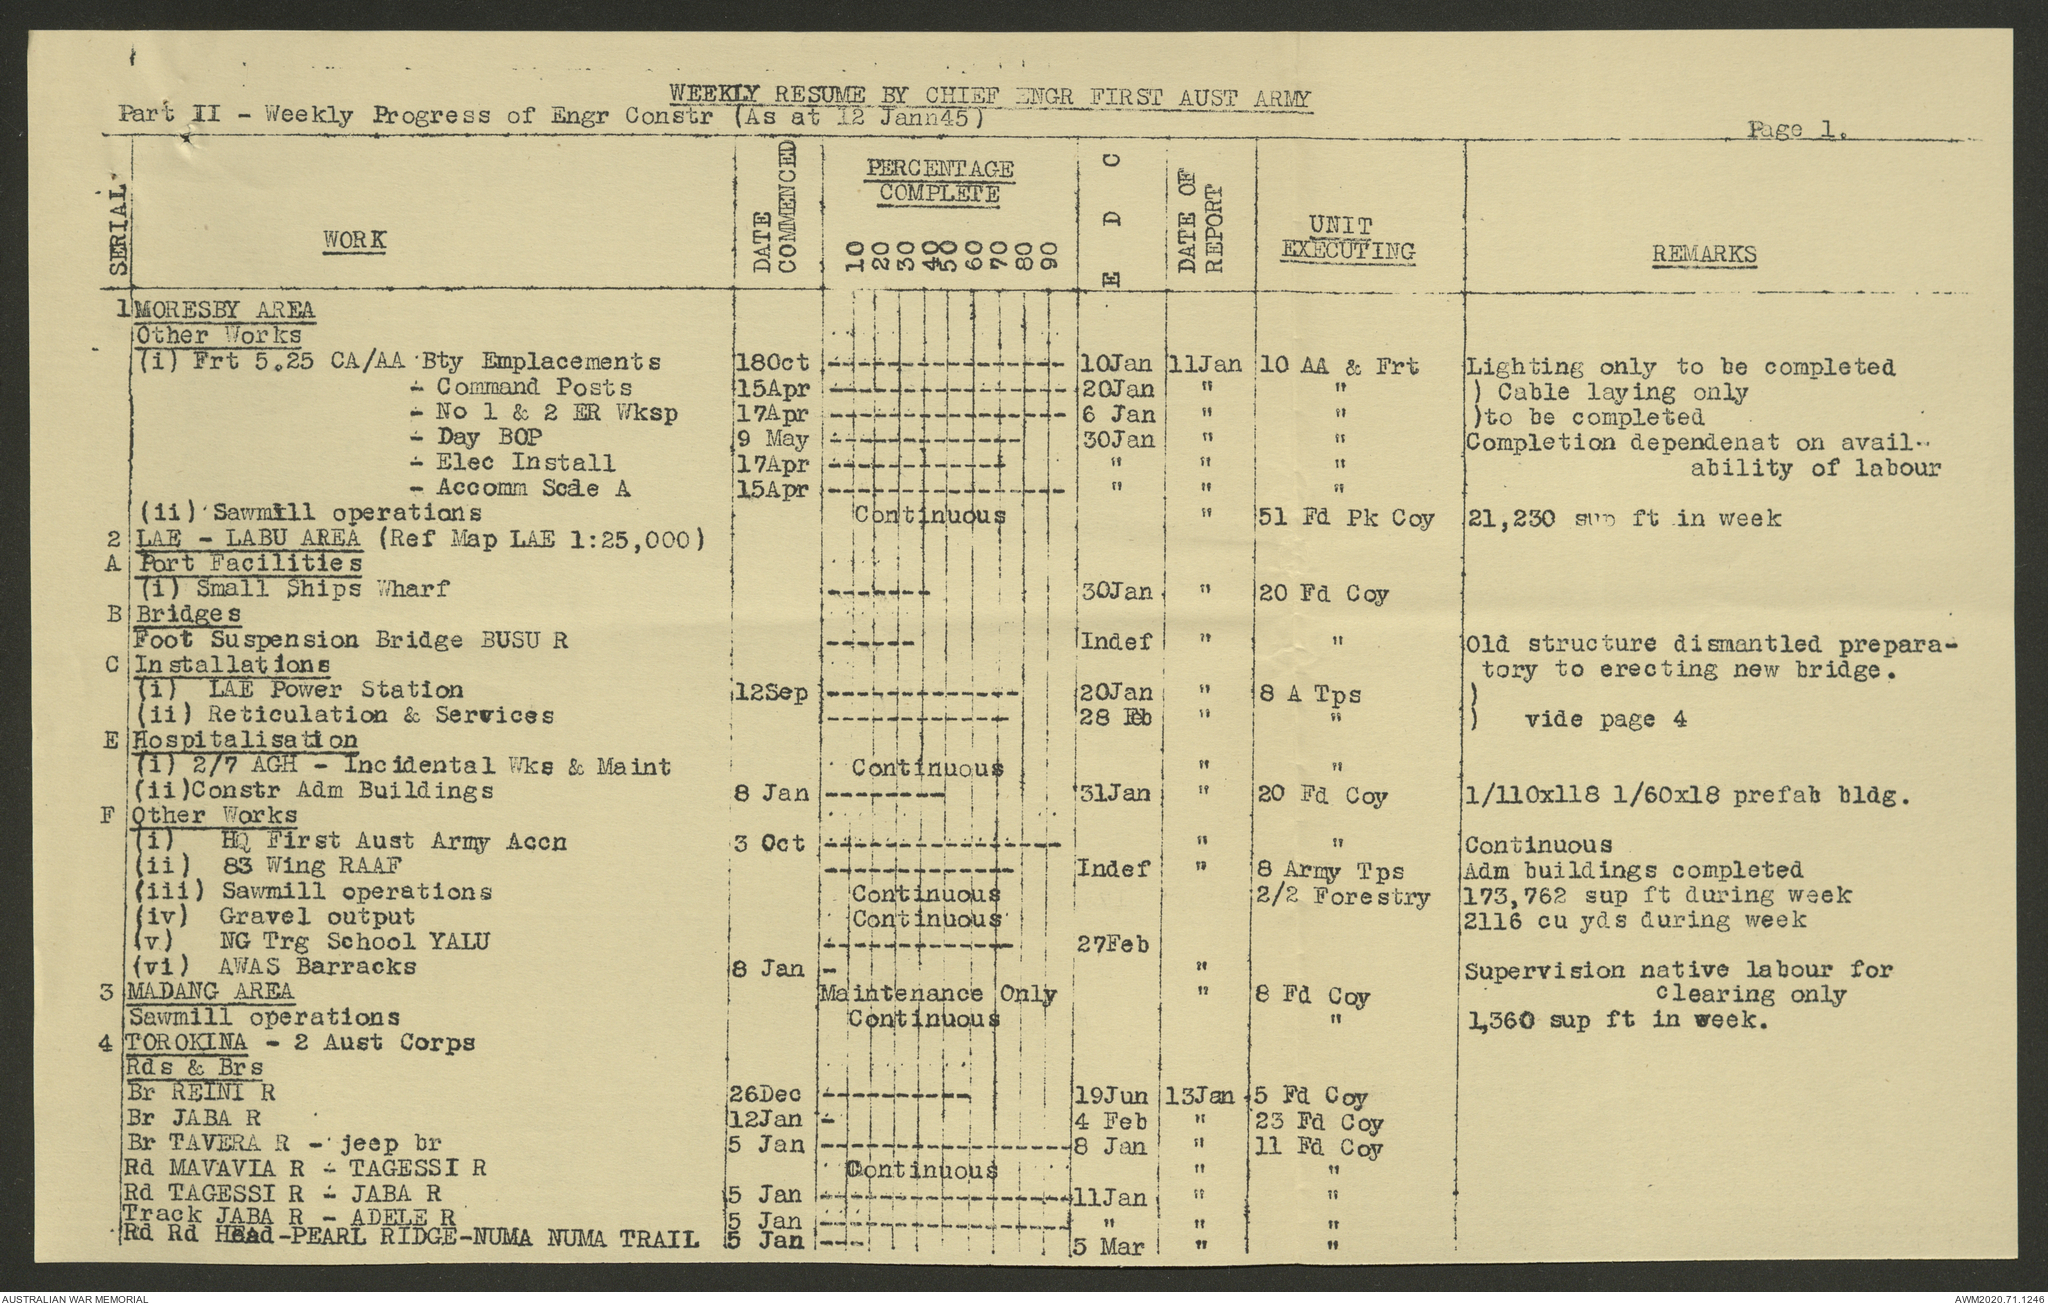 WEEKLY RESUME BY CHIEF ENGR FIRST AUST ARMY
Part II - Weekly Progress of Engr Constr (As at 12 Jann45)
Page 1.
SERIAL WORK DATE COMMENCED PERCENTAGE COMPLETE 10 20 30 40 50 60 70 80 90 E D C DATE OF REPORT UNIT EXECUTING REMARKS
1 MORESBY AREA
Other Works
(i) Frt 5.25 CA/AA Bty Emplacements 18Oct ---------- 10Jan 11Jan 10 AA & Frt Lighting only to be completed
- Command Posts 15Apr ---------- 20Jan " " ) Cable laying only
- No 1 & 2 ER Wksp 17Apr ---------- 6 Jan " " )to be completed
- Day BOP 9 May -------- 30Jan " " Completion dependenat on avail-
- Elec Install 17Apr ------- " " " ability of labour
- Accomm Scale A 15Apr ---------- " " "
(ii) Sawmill operations Continuous " 51 Fd Pk Coy 21,230 sup ft in week
2 LAE - LABU AREA (Ref Map LAE 1:25,000)
A Port Facilities
(i) Small Ships Wharf ----- 30Jan " 20 Fd Coy
B Bridges
Foot Suspension Bridge BUSU R ---- Indef " " Old structure dismantled prepara-
tory to erecting new bridge.
C Installations
(i) LAE Power Station 12Sep -------- 20Jan " 8 A Tps )
(ii) Reticulation & Services -------- 28 Feb " " ) vide page 4
E Hospitalisation
(i) 2/7 AGH - Incidental Wks & Maint Continuous " "
(ii)Constr Adm Buildings 8 Jan ----- 31Jan " 20 Fd Coy 1/110x118 1/60x18 prefab bldg.
F Other Works
(i) HQ First Aust Army Accn 3 Oct ---------- " " Continuous
(ii) 83 Wing RAAF -------- Indef " 8 Army Tps Adm buildings completed
(iii) Sawmill operations Continuous 2/2 Forestry 173,762 sup ft during week
(iv) Gravel output Continuous 2116 cu yds during week
(v) NG Trg School YALU -------- 27Feb
(vi) AWAS Barracks 8 Jan - " Supervision native labour for
3 MADANG AREA Maintenance Only " 8 Fd Coy clearing only
Sawmill operations Continuous " 1,360 sup ft in week.
4 TOROKINA - 2 Aust Corps
Rds & Brs
Br REINI R 26Dec ------ 19Jun 13Jan 5 Fd Coy
Br JABA R 12Jan - 4 Feb " 23 Fd Coy
Br TAVERA R - jeep br 5 Jan ---------- 8 Jan " 11 Fd Coy
Rd MAVAVIA R - TAGESSI R Continuous " "
Rd TAGESSI R - JABA R 5 Jan ---------- 11Jan " "
Track JABA R - ADELE R 5 Jan ---------- " " "
Rd Rd Head-PEARL RIDGE-NUMA NUMA TRAIL 5 Jan -- 5 Mar " "
AUSTRALIAN WAR MEMORIAL
AWM2020.71.1246